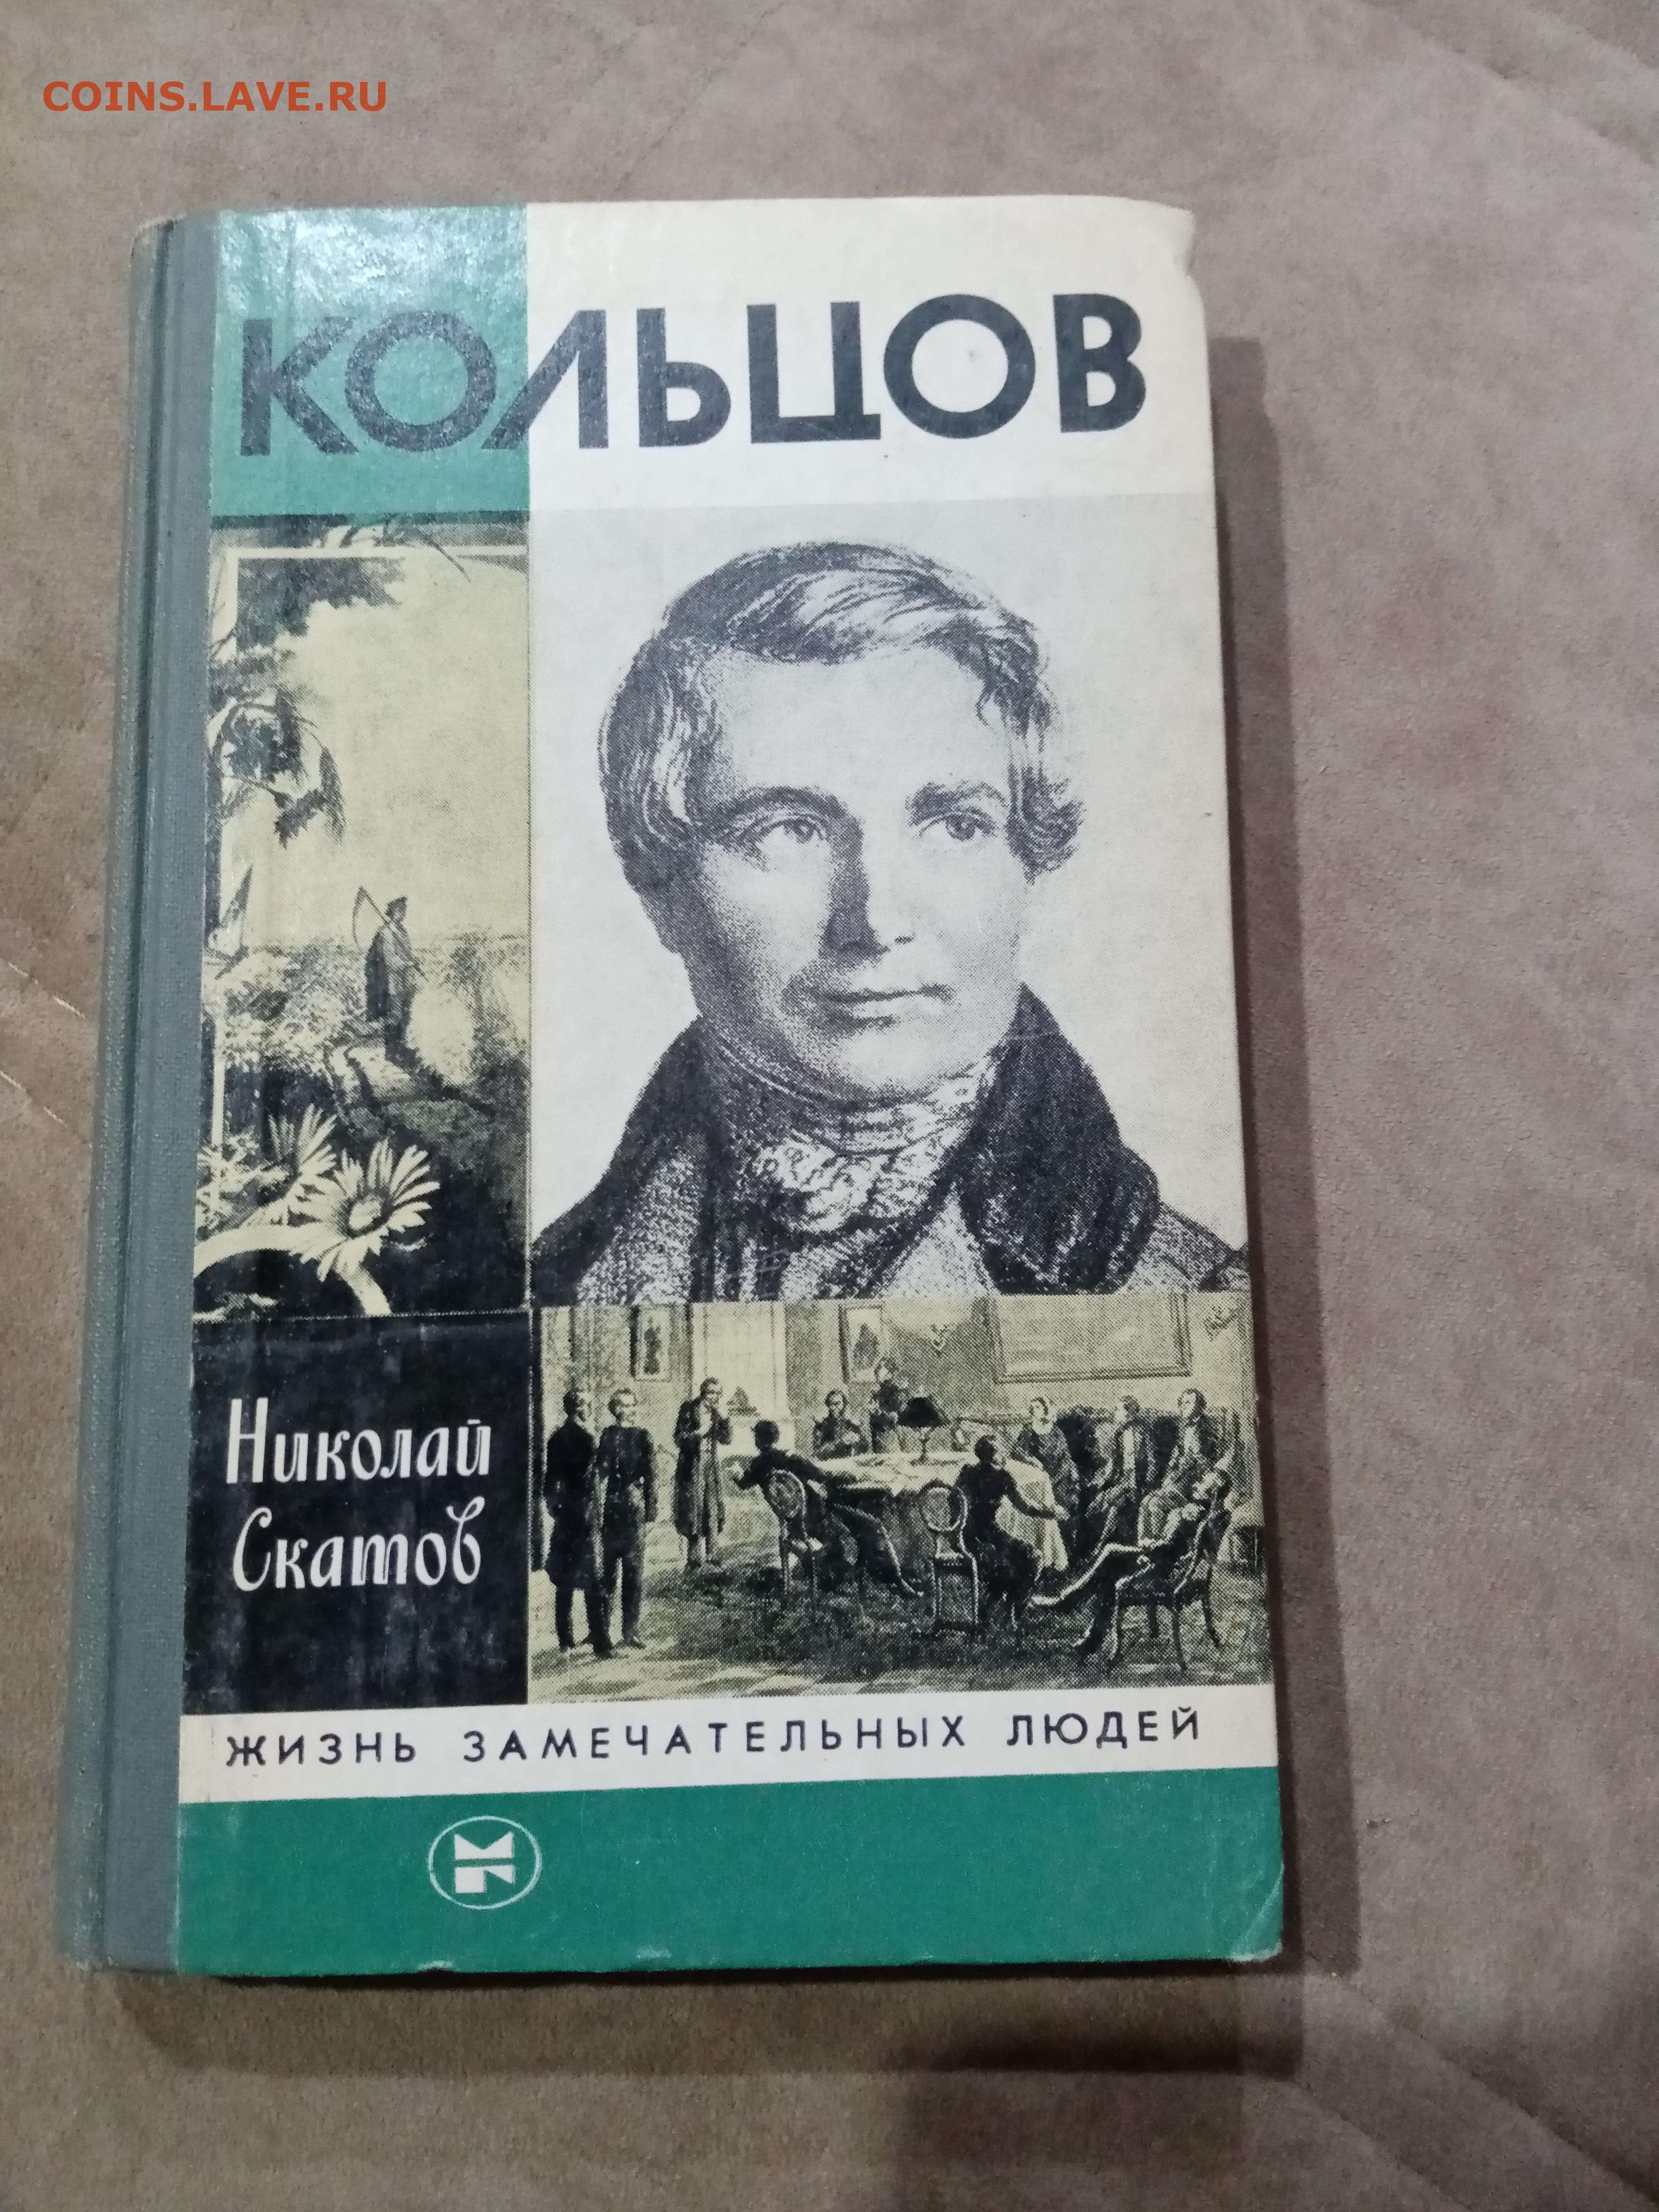 COINS.LAVE.RU
КОЛЬЦОВ
Николай
Скатов
ЖИЗНЬ ЗАМЕЧАТЕЛЬНЫХ ЛЮДЕЙ